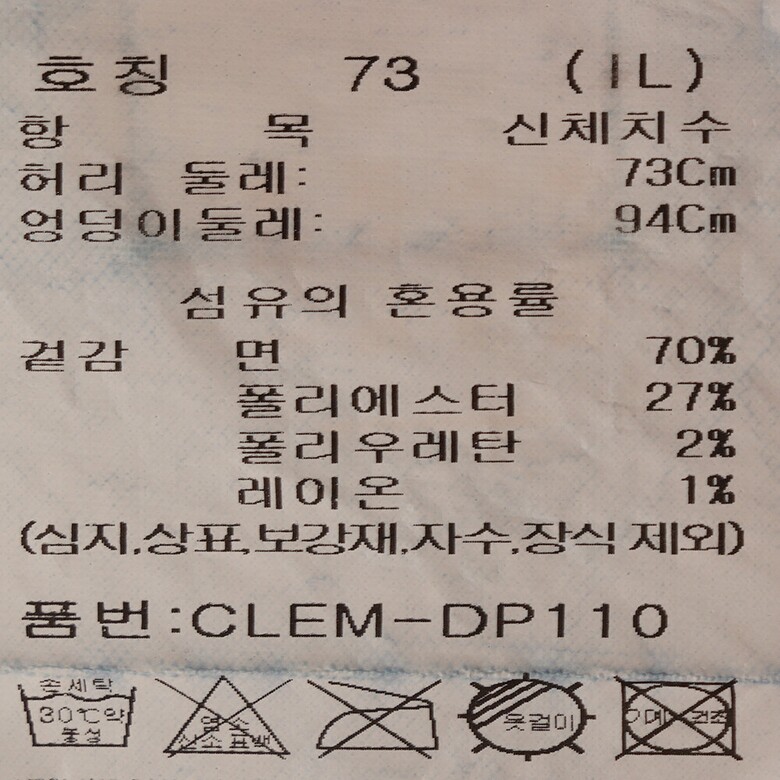 호칭 73 (IL)
항 목 신체치수
허리 둘레: 73Cm
엉덩이둘레: 94Cm
섬유의 혼용률
겉감 면 70%
폴리에스터 27%
폴리우레탄 2%
레이온 1%
(심지,상표,보강재,자수,장식 제외)
품번:CLEM-DP110
손세탁
30℃약
중성
염소
산소표백
옷걸이